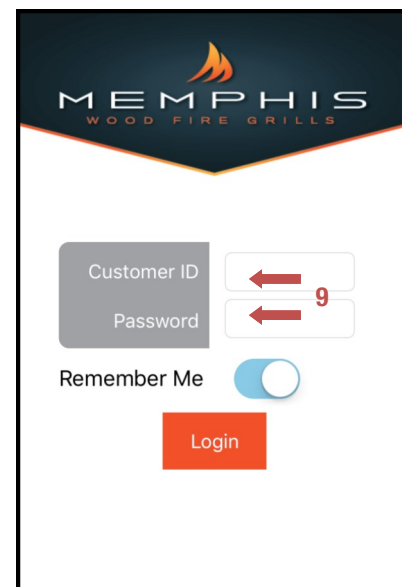 MEMPHIS
WOOD FIRE GRILLS
Customer ID
9
Password
Remember Me
Login